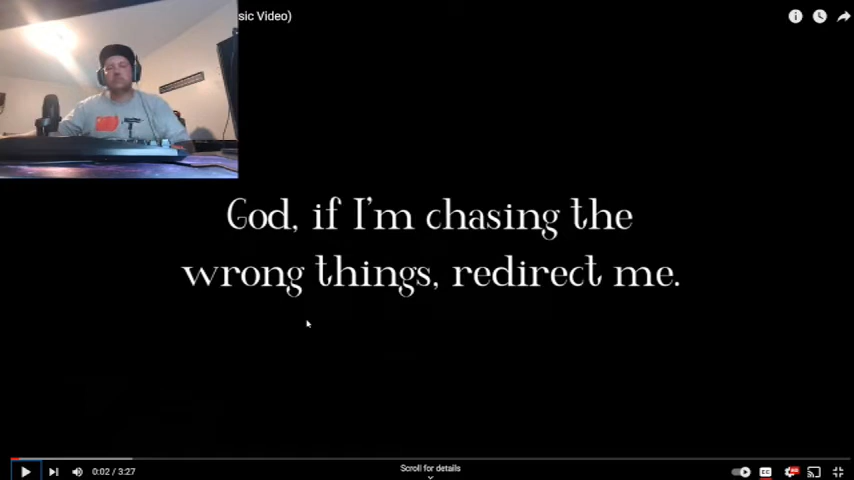 sic Video)
God, if I'm chasing the
wrong things, redirect me.
0:02 / 3:27
Scroll for details